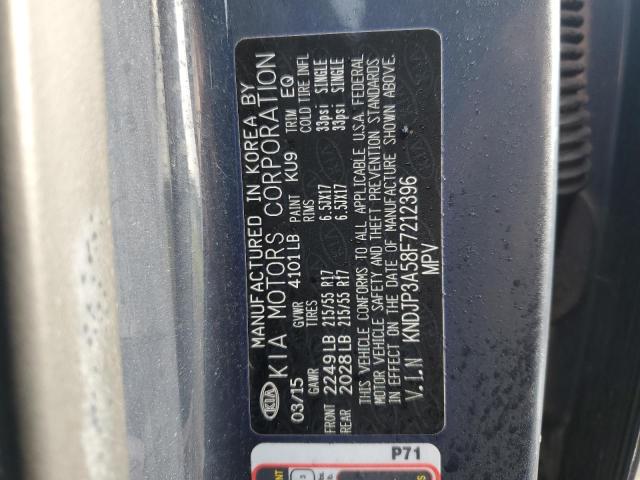 KIA
MANUFACTURED IN KOREA BY
KIA MOTORS CORPORATION
03/15 GVWR 4101LB PAINT KU9 TRIM EQ
GAWR TIRES RIMS COLD TIRE INFL
FRONT 2249LB 215/55 R17 6.5JX17 33psi SINGLE
REAR 2028LB 215/55 R17 6.5JX17 33psi SINGLE
THIS VEHICLE CONFORMS TO ALL APPLICABLE U.S.A. FEDERAL
MOTOR VEHICLE SAFETY AND THEFT PREVENTION STANDARDS
IN EFFECT ON THE DATE OF MANUFACTURE SHOWN ABOVE.
V.I.N KNDJP3A58F7212396
MPV
P71